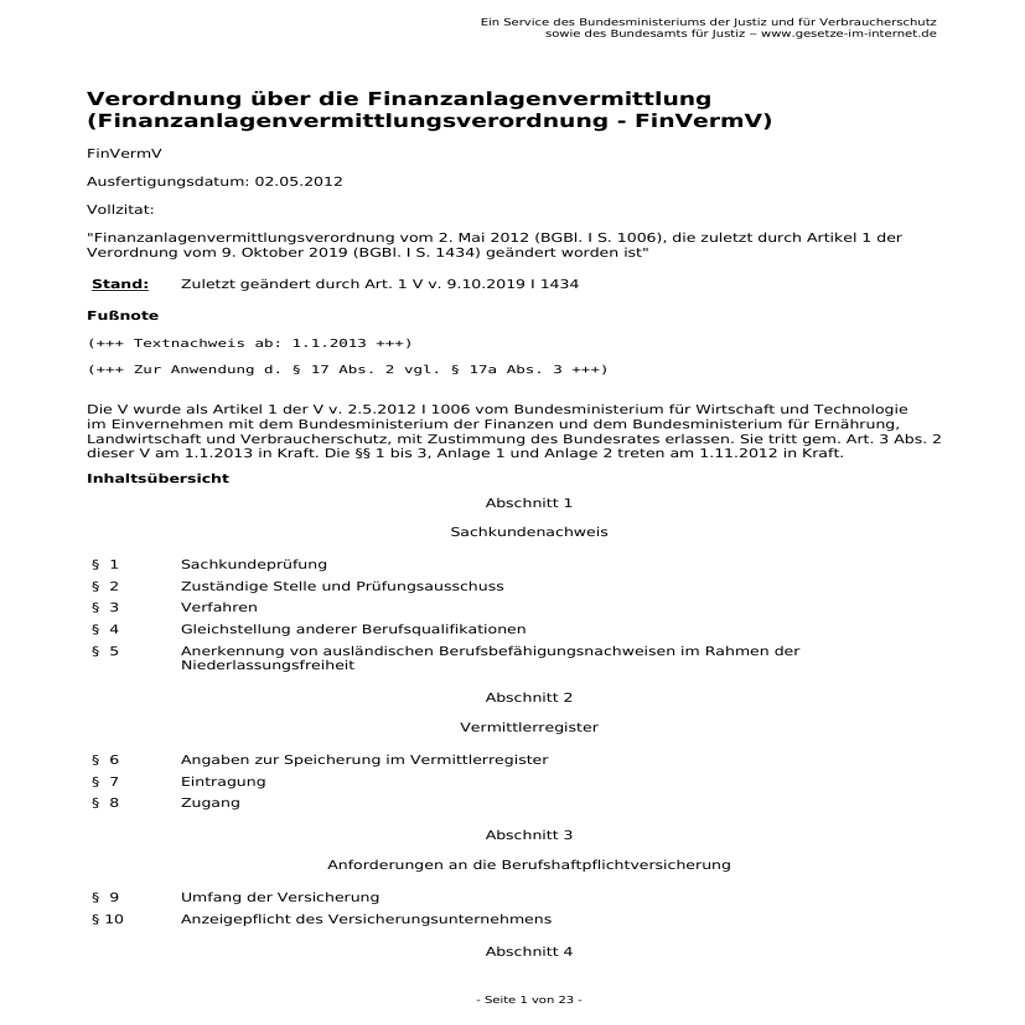 Ein Service des Bundesministeriums der Justiz und für Verbraucherschutz
sowie des Bundesamts für Justiz – www.gesetze-im-internet.de
Verordnung über die Finanzanlagenvermittlung
(Finanzanlagenvermittlungsverordnung - FinVermV)
FinVermV
Ausfertigungsdatum: 02.05.2012
Vollzitat:
"Finanzanlagenvermittlungsverordnung vom 2. Mai 2012 (BGBl. I S. 1006), die zuletzt durch Artikel 1 der
Verordnung vom 9. Oktober 2019 (BGBl. I S. 1434) geändert worden ist"
Stand: Zuletzt geändert durch Art. 1 V v. 9.10.2019 I 1434
Fußnote
(+++ Textnachweis ab: 1.1.2013 +++)
(+++ Zur Anwendung d. § 17 Abs. 2 vgl. § 17a Abs. 3 +++)
Die V wurde als Artikel 1 der V v. 2.5.2012 I 1006 vom Bundesministerium für Wirtschaft und Technologie
im Einvernehmen mit dem Bundesministerium der Finanzen und dem Bundesministerium für Ernährung,
Landwirtschaft und Verbraucherschutz, mit Zustimmung des Bundesrates erlassen. Sie tritt gem. Art. 3 Abs. 2
dieser V am 1.1.2013 in Kraft. Die §§ 1 bis 3, Anlage 1 und Anlage 2 treten am 1.11.2012 in Kraft.
Inhaltsübersicht
Abschnitt 1
Sachkundenachweis
§ 1 Sachkundeprüfung
§ 2 Zuständige Stelle und Prüfungsausschuss
§ 3 Verfahren
§ 4 Gleichstellung anderer Berufsqualifikationen
§ 5 Anerkennung von ausländischen Berufsbefähigungsnachweisen im Rahmen der
Niederlassungsfreiheit
Abschnitt 2
Vermittlerregister
§ 6 Angaben zur Speicherung im Vermittlerregister
§ 7 Eintragung
§ 8 Zugang
Abschnitt 3
Anforderungen an die Berufshaftpflichtversicherung
§ 9 Umfang der Versicherung
§ 10 Anzeigepflicht des Versicherungsunternehmens
Abschnitt 4
- Seite 1 von 23 -